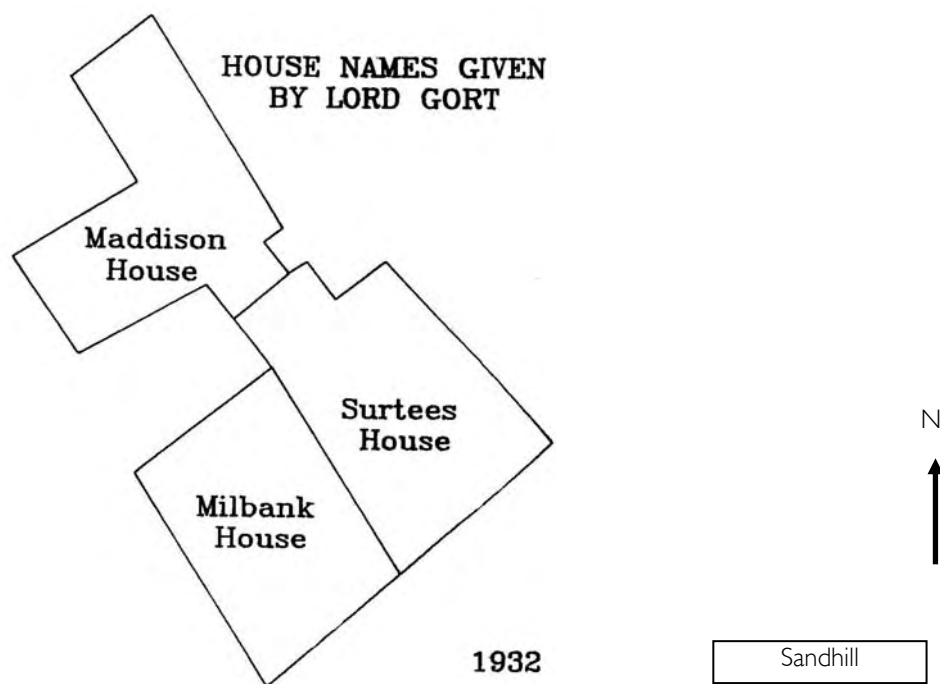 HOUSE NAMES GIVEN
BY LORD GORT
Maddison
House
Surtees
House
N
Milbank
House
1932
Sandhill